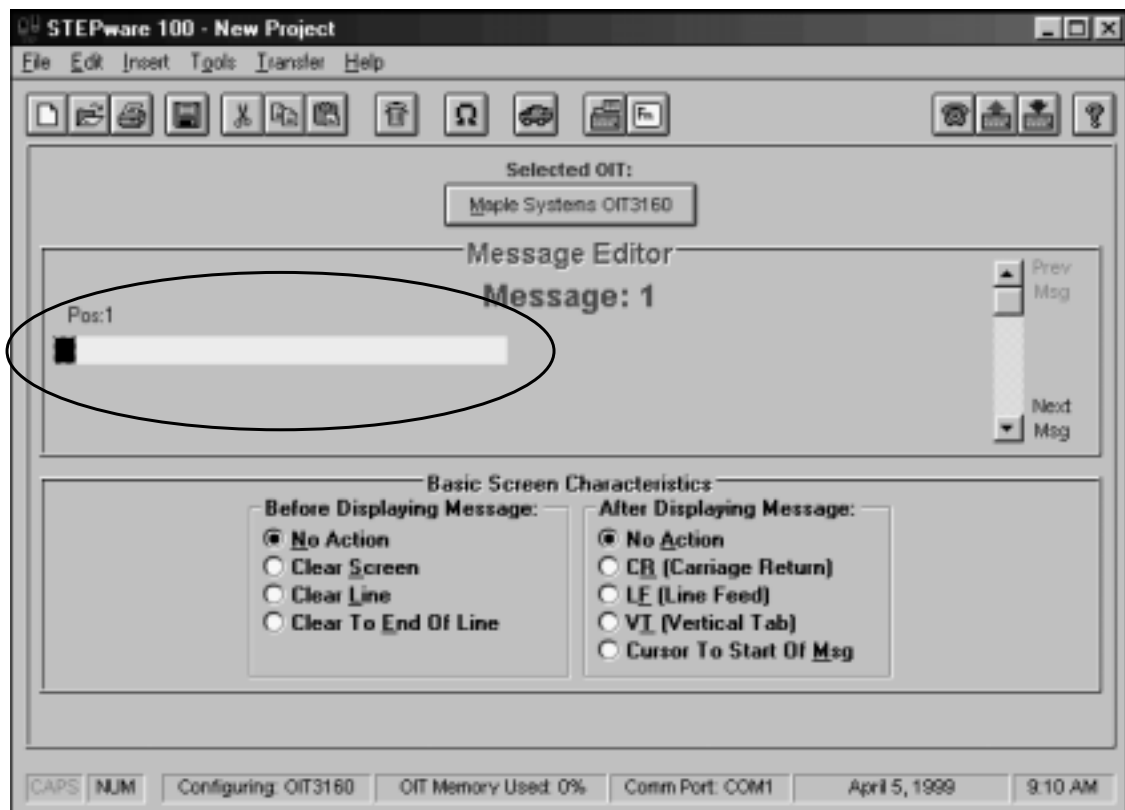 STEPware 100 - New Project
File Edit Insert Tools Transfer Help
Fn
Selected OIT:
Maple Systems OIT3160
Message Editor
Message: 1
Prev
Msg
Pos:1
Next
Msg
Basic Screen Characteristics
Before Displaying Message:
No Action
Clear Screen
Clear Line
Clear To End Of Line
After Displaying Message:
No Action
CR (Carriage Return)
LF (Line Feed)
VT (Vertical Tab)
Cursor To Start Of Msg
CAPS NUM Configuring: OIT3160 OIT Memory Used: 0% Comm Port: COM1 April 5, 1999 9:10 AM